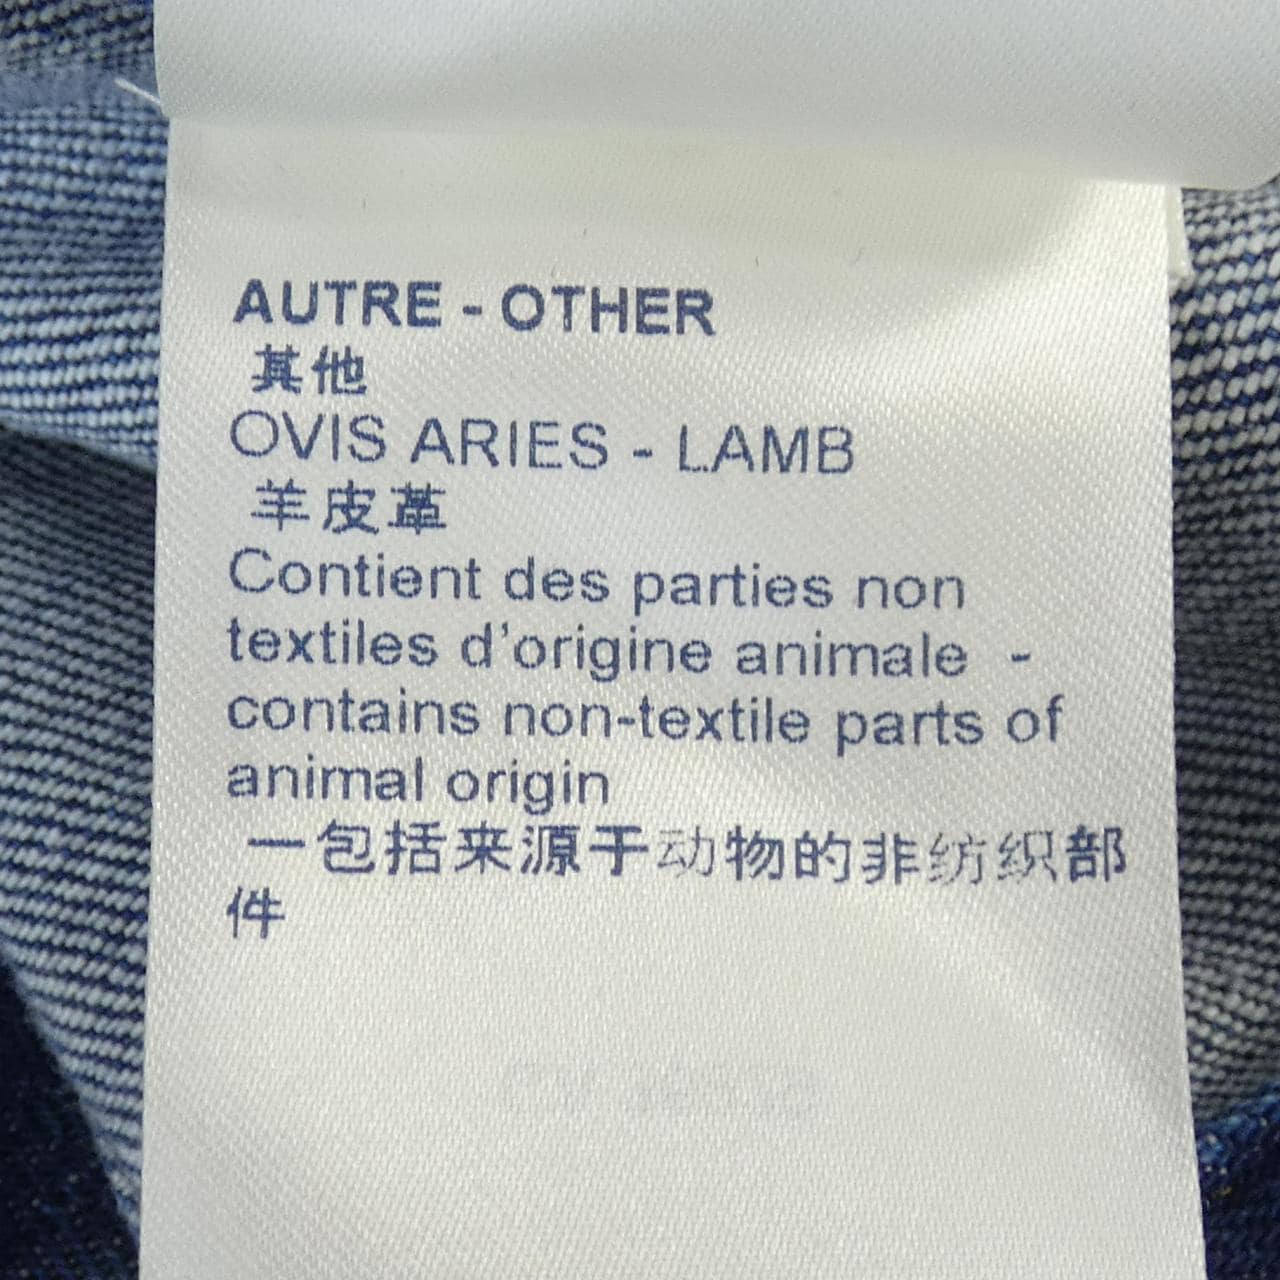 AUTRE - OTHER
其他
OVIS ARIES - LAMB
羊皮革
Contient des parties non
textiles d'origine animale -
contains non-textile parts of
animal origin
一包括来源于动物的非纺织部
件